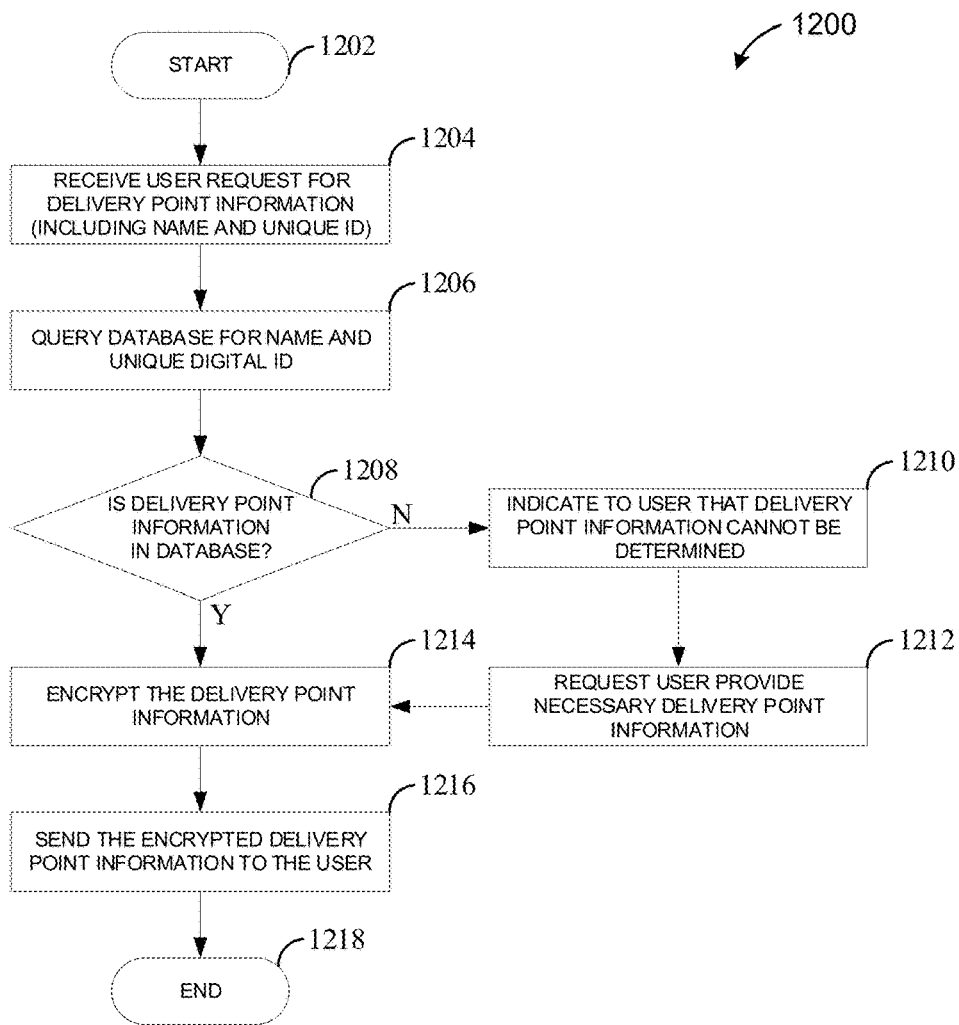 1200
1202
START
1204
RECEIVE USER REQUEST FOR
DELIVERY POINT INFORMATION
(INCLUDING NAME AND UNIQUE ID)
1206
QUERY DATABASE FOR NAME AND
UNIQUE DIGITAL ID
1208
IS DELIVERY POINT
INFORMATION
IN DATABASE?
N
Y
1210
INDICATE TO USER THAT DELIVERY
POINT INFORMATION CANNOT BE
DETERMINED
1212
REQUEST USER PROVIDE
NECESSARY DELIVERY POINT
INFORMATION
1214
ENCRYPT THE DELIVERY POINT
INFORMATION
1216
SEND THE ENCRYPTED DELIVERY
POINT INFORMATION TO THE USER
1218
END